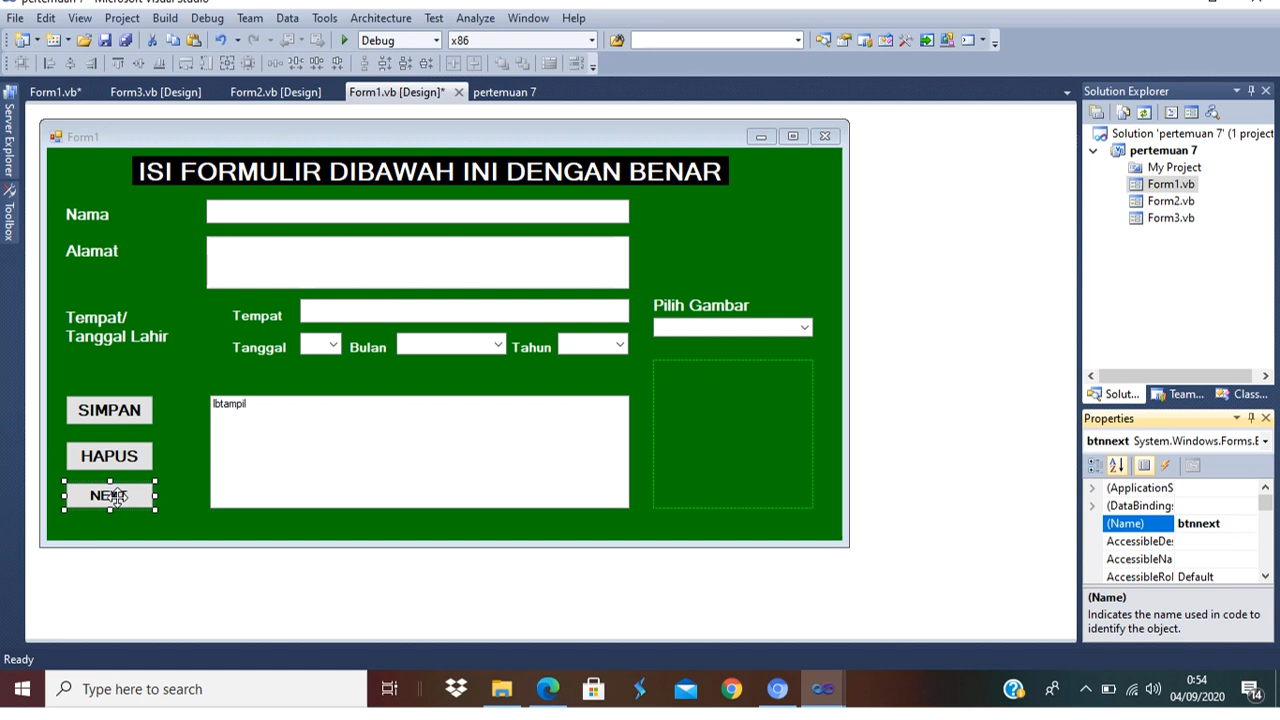 File Edit View Project Build Debug Team Data Tools Architecture Test Analyze Window Help
Debug x86
Form1.vb* Form3.vb [Design] Form2.vb [Design] Form1.vb [Design]* pertemuan 7
Server Explorer
Toolbox
Form1
ISI FORMULIR DIBAWAH INI DENGAN BENAR
Nama
Alamat
Tempat/
Tanggal Lahir
Tempat
Tanggal Bulan Tahun
Pilih Gambar
SIMPAN
HAPUS
lbtampil
Solution Explorer
Solution 'pertemuan 7' (1 project
pertemuan 7
My Project
Form1.vb
Form2.vb
Form3.vb
Solut... Team... Class...
Properties
btnnext System.Windows.Forms.
(ApplicationS
(DataBinding:
(Name) btnnext
AccessibleDe:
AccessibleNa
AccessibleRol Default
(Name)
Indicates the name used in code to
identify the object.
Ready
Type here to search
0:54
04/09/2020
14